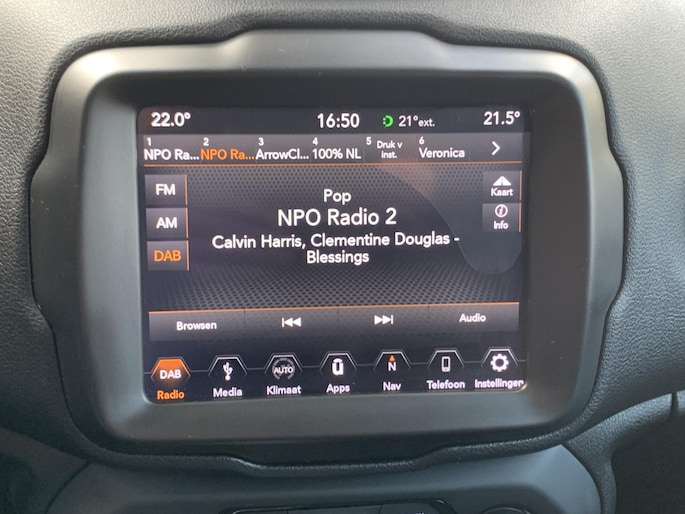 22.0° 16:50 21°ext. 21.5°
1 2 3 4 5 6
NPO Ra... NPO Ra... ArrowCl... 100% NL Druk v inst. Veronica
FM
AM
DAB
Pop
NPO Radio 2
Calvin Harris, Clementine Douglas -
Blessings
Kaart
Info
Browsen Audio
DAB AUTO N
Radio Media Klimaat Apps Nav Telefoon Instellingen